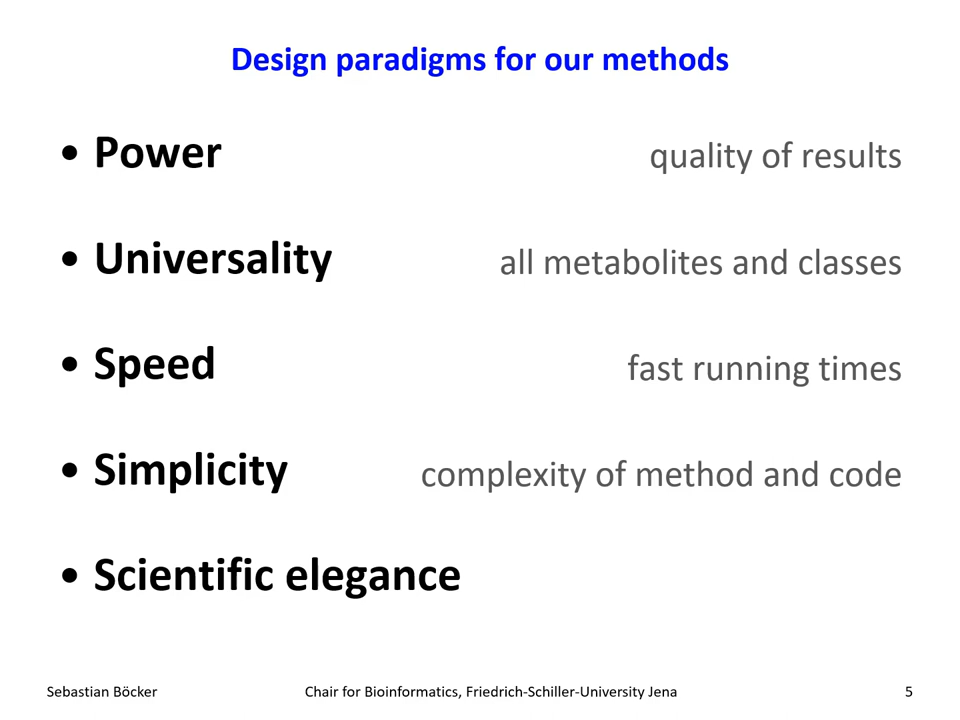 Design paradigms for our methods
• Power quality of results
• Universality all metabolites and classes
• Speed fast running times
• Simplicity complexity of method and code
• Scientific elegance
Sebastian Böcker Chair for Bioinformatics, Friedrich-Schiller-University Jena 5